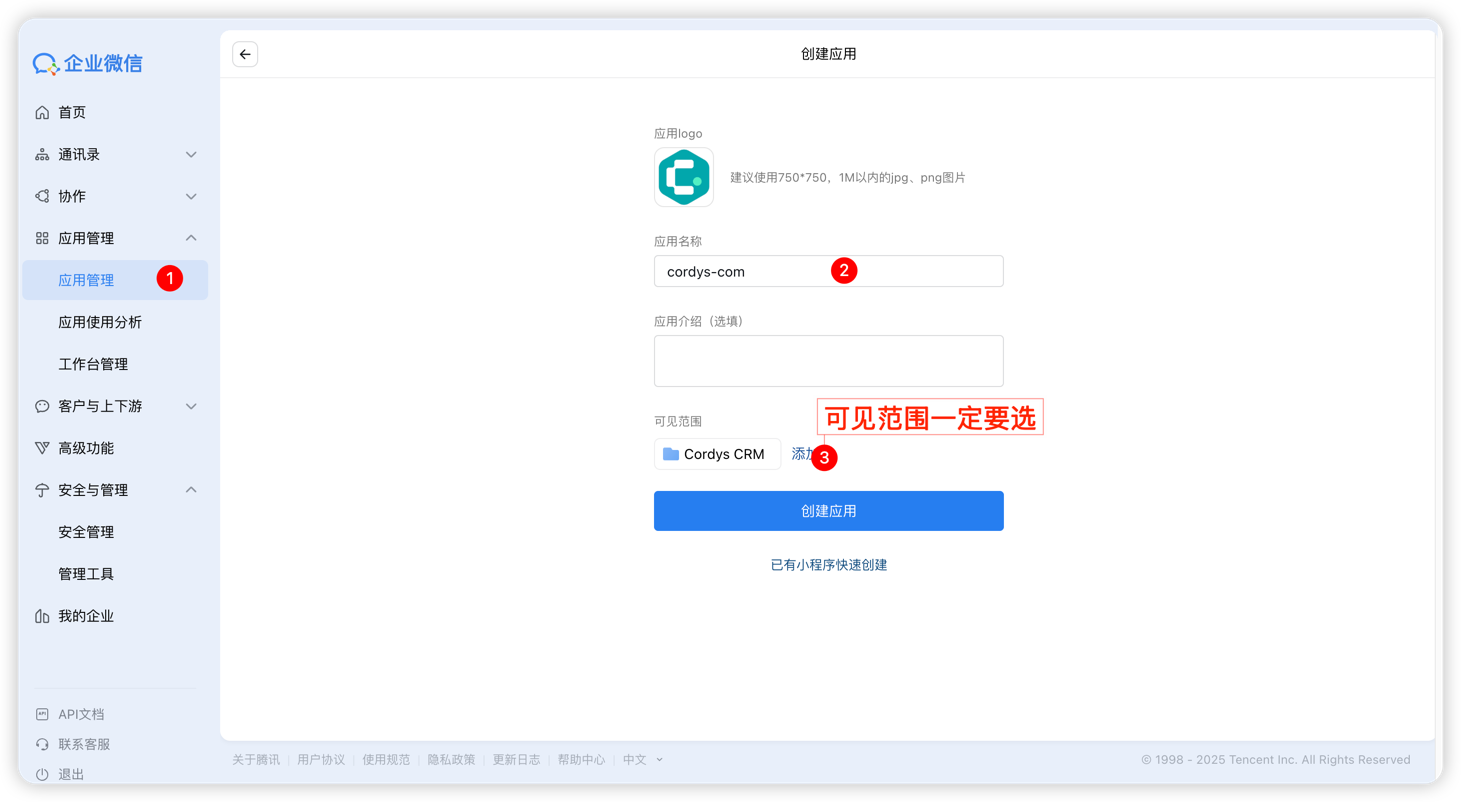 企业微信
首页
通讯录
协作
应用管理
应用管理 1
应用使用分析
工作台管理
客户与上下游
高级功能
安全与管理
安全管理
管理工具
我的企业
API文档
联系客服
退出
创建应用
应用logo
建议使用750*750，1M以内的jpg、png图片
应用名称
cordys-com 2
应用介绍（选填）
可见范围一定要选
可见范围
Cordys CRM 添加 3
创建应用
已有小程序快速创建
关于腾讯 | 用户协议 | 使用规范 | 隐私政策 | 更新日志 | 帮助中心 | 中文
© 1998 - 2025 Tencent Inc. All Rights Reserved